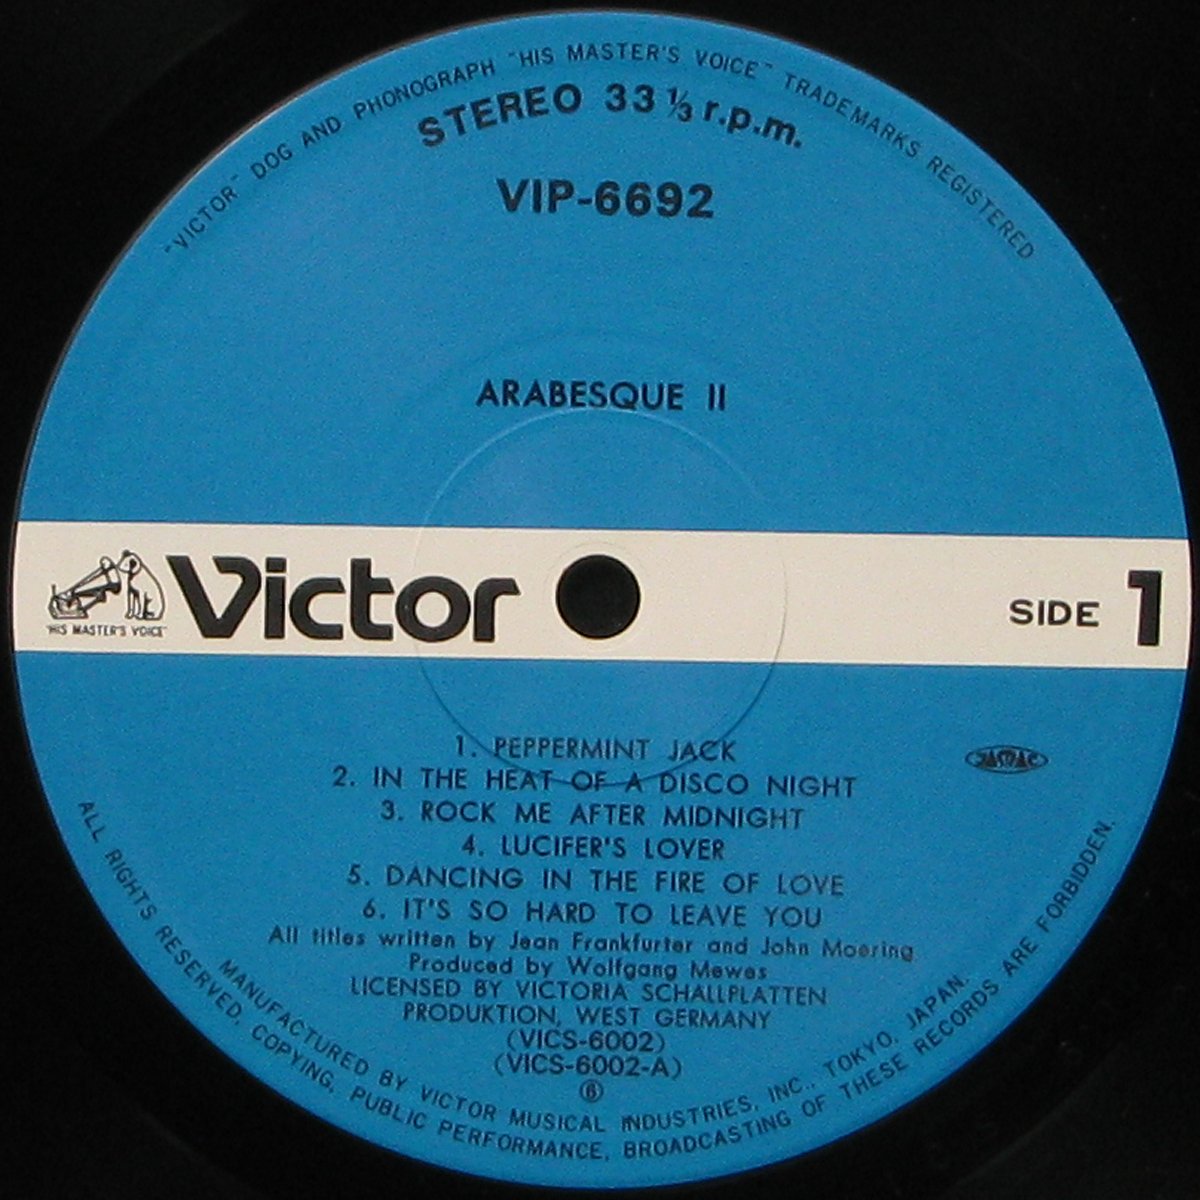 "VICTOR" DOG AND PHONOGRAPH "HIS MASTER'S VOICE" TRADEMARKS REGISTERED
STEREO 33 ⅓ r.p.m.
VIP-6692
ARABESQUE II
"HIS MASTER'S VOICE"
Victor
SIDE 1
1. PEPPERMINT JACK
JASRAC
2. IN THE HEAT OF A DISCO NIGHT
3. ROCK ME AFTER MIDNIGHT
4. LUCIFER'S LOVER
5. DANCING IN THE FIRE OF LOVE
6. IT'S SO HARD TO LEAVE YOU
All titles written by Jean Frankfurter and John Moering
Produced by Wolfgang Mewes
LICENSED BY VICTORIA SCHALLPLATTEN
PRODUKTION, WEST GERMANY
(VICS-6002)
(VICS-6002-A)
⑥
MANUFACTURED BY VICTOR MUSICAL INDUSTRIES, INC., TOKYO, JAPAN.
ALL RIGHTS RESERVED, COPYING, PUBLIC PERFORMANCE, BROADCASTING OF THESE RECORDS ARE FORBIDDEN.